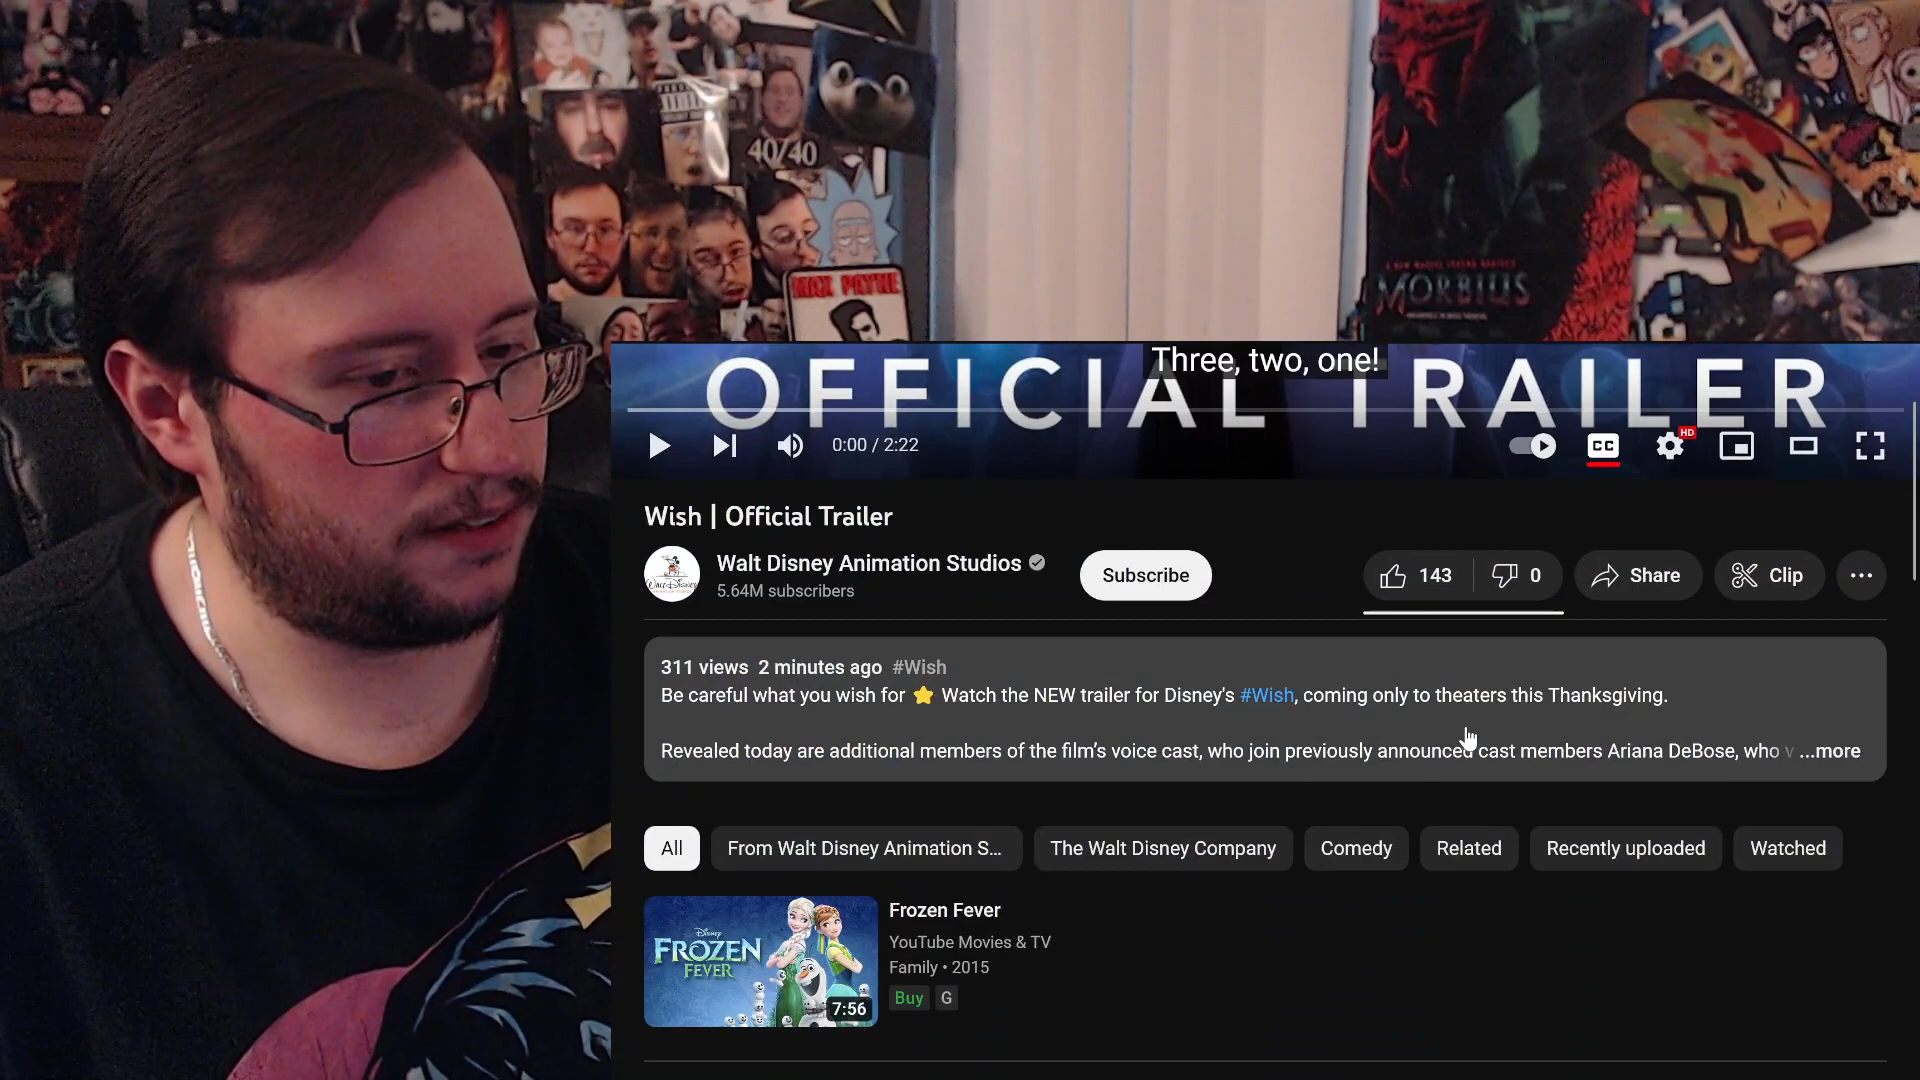 40/40
MAX PAYNE
MORBIUS
Three, two, one!
OFFICIAL TRAILER
0:00 / 2:22
CC
HD
Wish | Official Trailer
Walt Disney Animation Studios
5.64M subscribers
Subscribe
143
0
Share
Clip
311 views 2 minutes ago #Wish
Be careful what you wish for ⭐ Watch the NEW trailer for Disney's #Wish, coming only to theaters this Thanksgiving.
Revealed today are additional members of the film’s voice cast, who join previously announced cast members Ariana DeBose, who v ...more
All
From Walt Disney Animation S...
The Walt Disney Company
Comedy
Related
Recently uploaded
Watched
Disney
FROZEN
FEVER
7:56
Frozen Fever
YouTube Movies & TV
Family • 2015
Buy
G